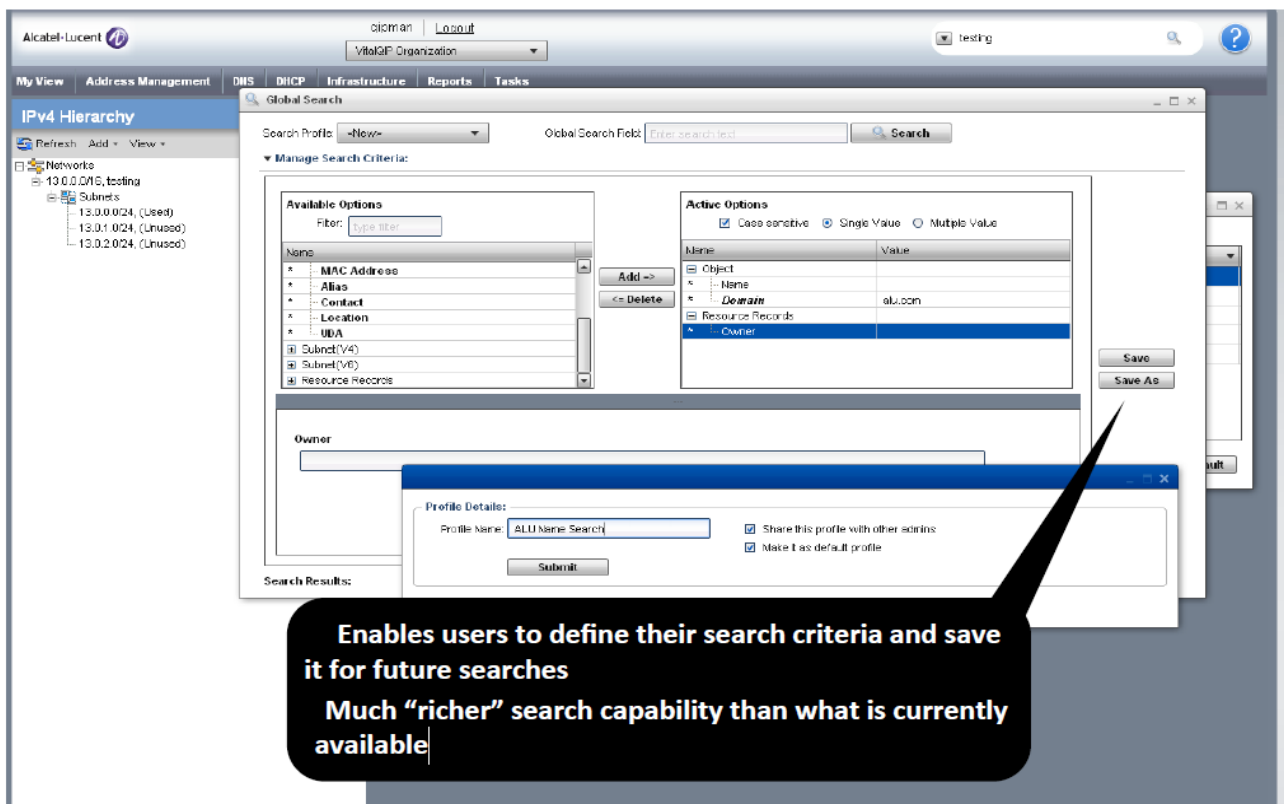 Alcatel-Lucent
qipman | Logout
VitalQIP Organization
testing
?
My View Address Management DNS DHCP Infrastructure Reports Tasks
IPv4 Hierarchy
Refresh Add View
Networks
13.0.0.0/16, testing
Subnets
13.0.0.0/24, (Used)
13.0.1.0/24, (Unused)
13.0.2.0/24, (Unused)
Global Search
Search Profile: -New- Global Search Field: Enter search text Search
Manage Search Criteria:
Available Options
Filter: type filter
Name
* MAC Address
* Alias
* Contact
* Location
* UDA
Subnet(V4)
Subnet(V6)
Resource Records
Add ->
<= Delete
Active Options
Case sensitive Single Value Multiple Value
Name Value
Object
* Name
* Domain alu.com
Resource Records
* Owner
Save
Save As
Owner
Profile Details:
Profile Name: ALU Name Search
Share this profile with other admins
Make it as default profile
Submit
Search Results:
ault
Enables users to define their search criteria and save
it for future searches
Much “richer” search capability than what is currently
available